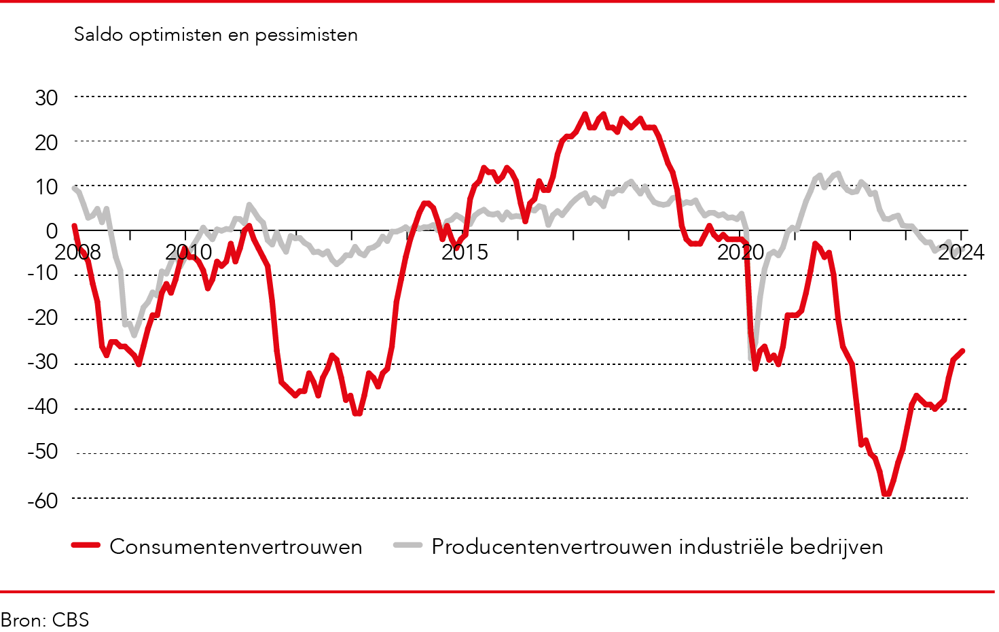 Saldo optimisten en pessimisten
30
20
10
0
2008 2010 2015 2020 2024
-10
-20
-30
-40
-50
-60
Consumentenvertrouwen Producentenvertrouwen industriële bedrijven
Bron: CBS